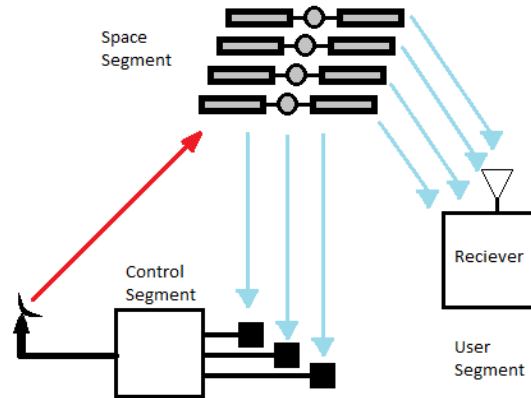 Space
Segment
Control
Segment
Reciever
User
Segment